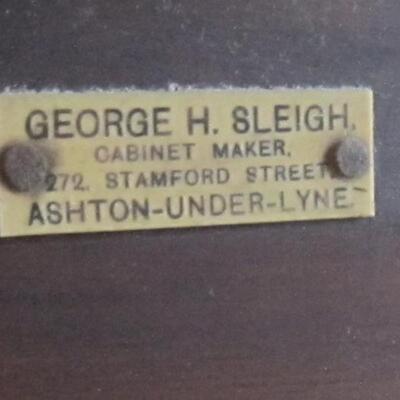 GEORGE H. SLEIGH,
CABINET MAKER,
272, STAMFORD STREET,
ASHTON-UNDER-LYNE.